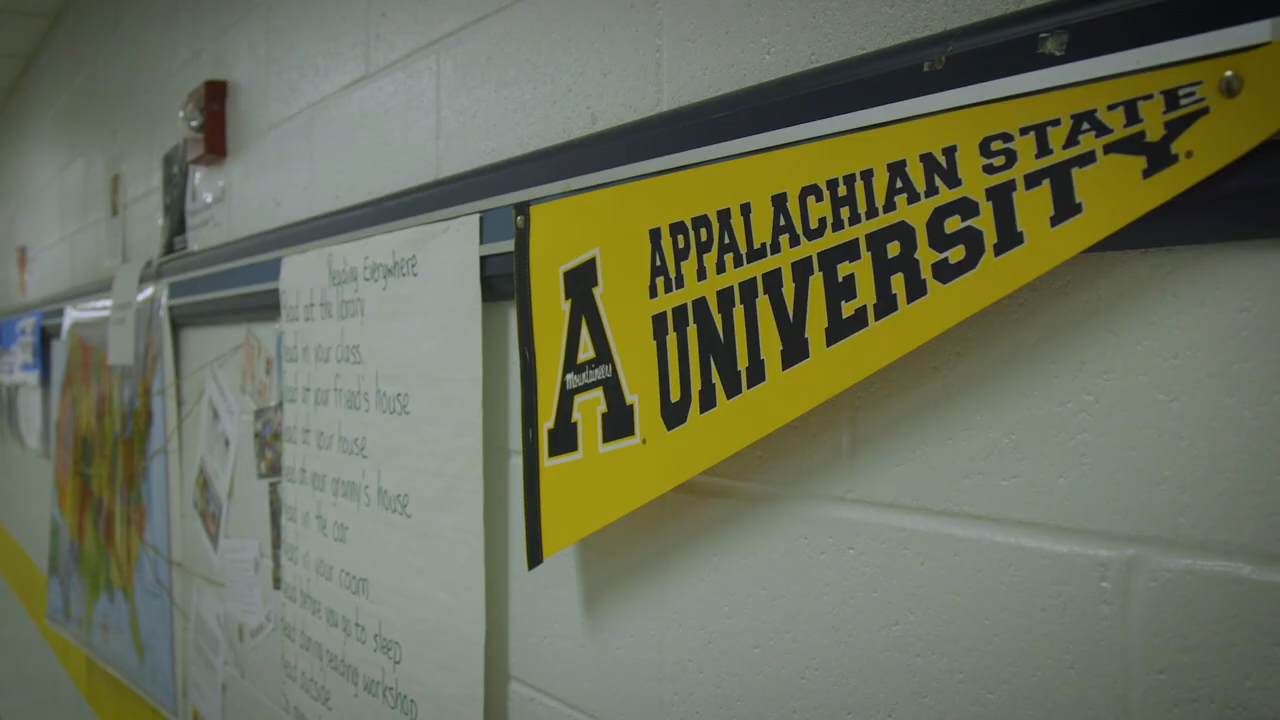 APPALACHIAN STATE
UNIVERSITY
A
Mountaineers
Reading Everywhere
Read at the library
Read in your class
Read at your friend's house
Read at your house
Read at your granny's house
Read in the car
Read in your room.
Read before you go to sleep
Read during reading workshop
Read outside